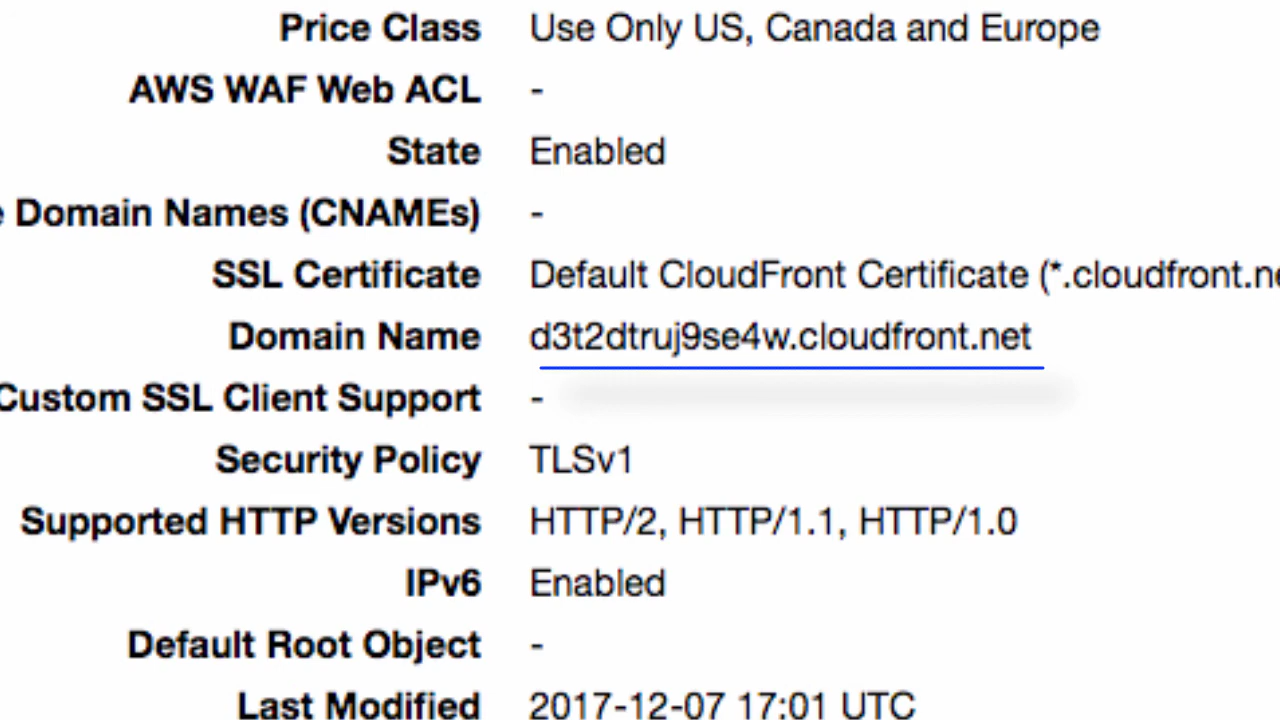 Price Class Use Only US, Canada and Europe
AWS WAF Web ACL -
State Enabled
Domain Names (CNAMEs) -
SSL Certificate Default CloudFront Certificate (*.cloudfront.ne
Domain Name d3t2dtruj9se4w.cloudfront.net
Custom SSL Client Support -
Security Policy TLSv1
Supported HTTP Versions HTTP/2, HTTP/1.1, HTTP/1.0
IPv6 Enabled
Default Root Object -
Last Modified 2017-12-07 17:01 UTC